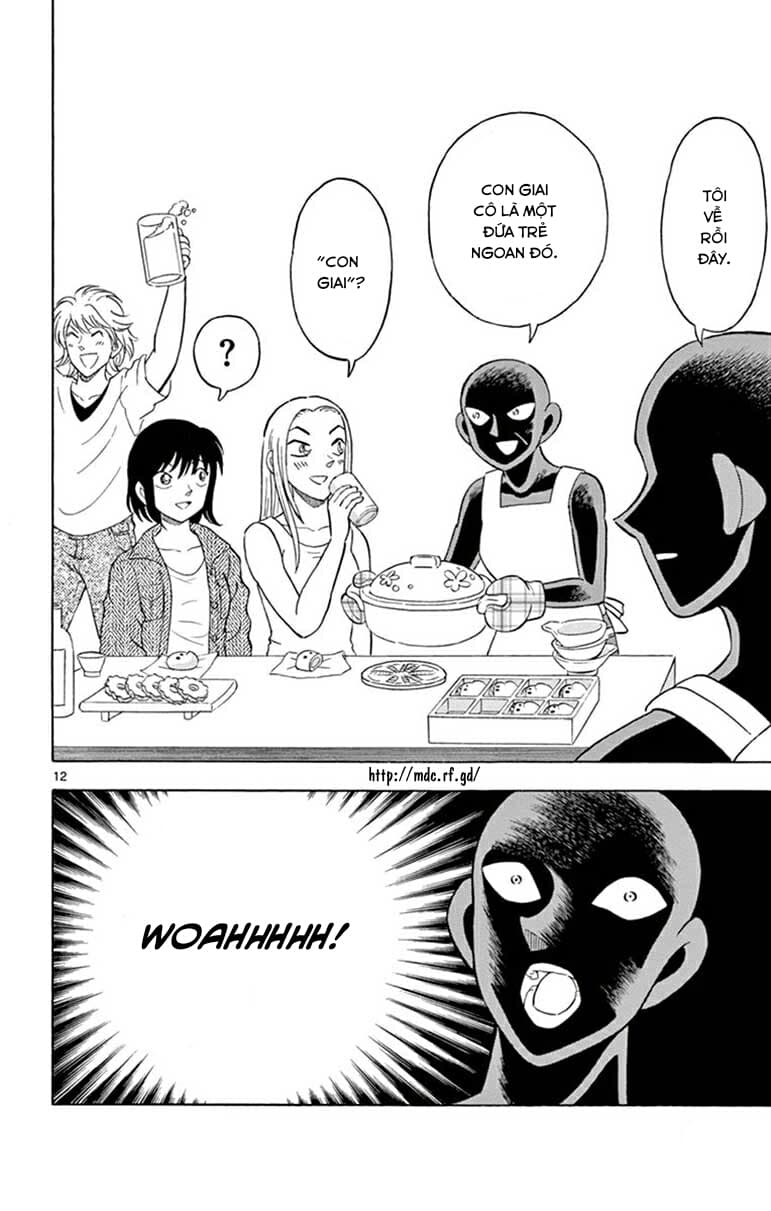 TÔI
VỀ
RỒI
ĐÂY.
CON GIAI
CÔ LÀ MỘT
ĐỨA TRẺ
NGOAN ĐÓ.
"CON
GIAI"?
?
12
http://mdc.rf.gd/
WOAHHHHH!